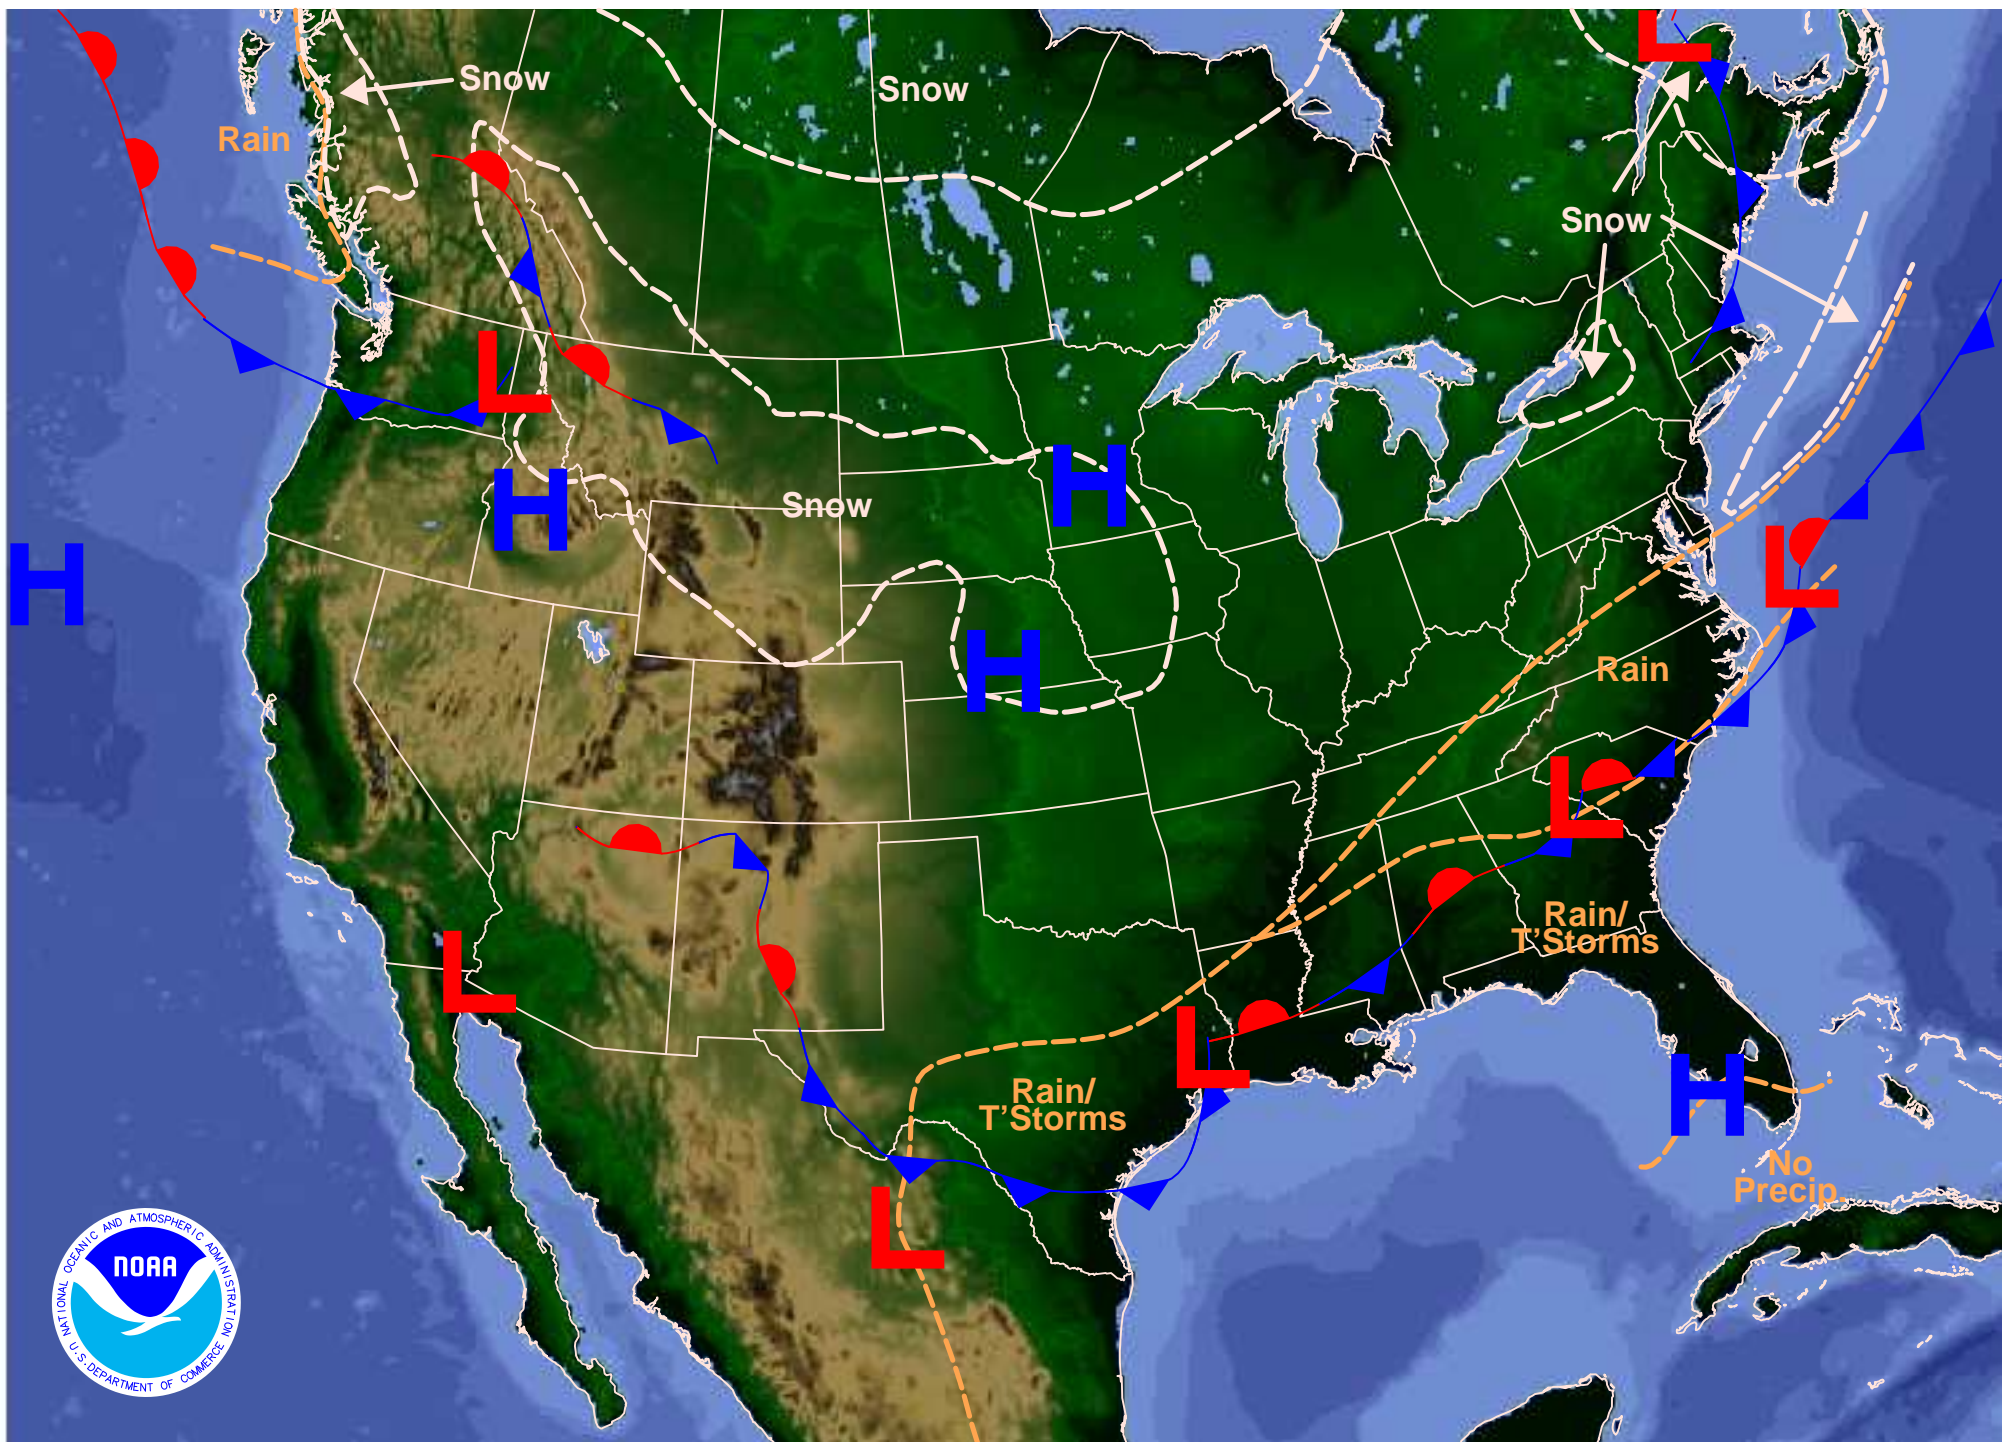 Snow
Snow
Rain
Snow
H
Snow
L
L
H
H
H
H
L
Rain
L
Rain/
T'Storms
L
L
Rain/
T'Storms
H
No
Precip.
L
L
NATIONAL OCEANIC AND ATMOSPHERIC ADMINISTRATION
NOAA
U.S. DEPARTMENT OF COMMERCE